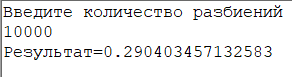 Введите количество разбиений
10000
Результат=0.290403457132583